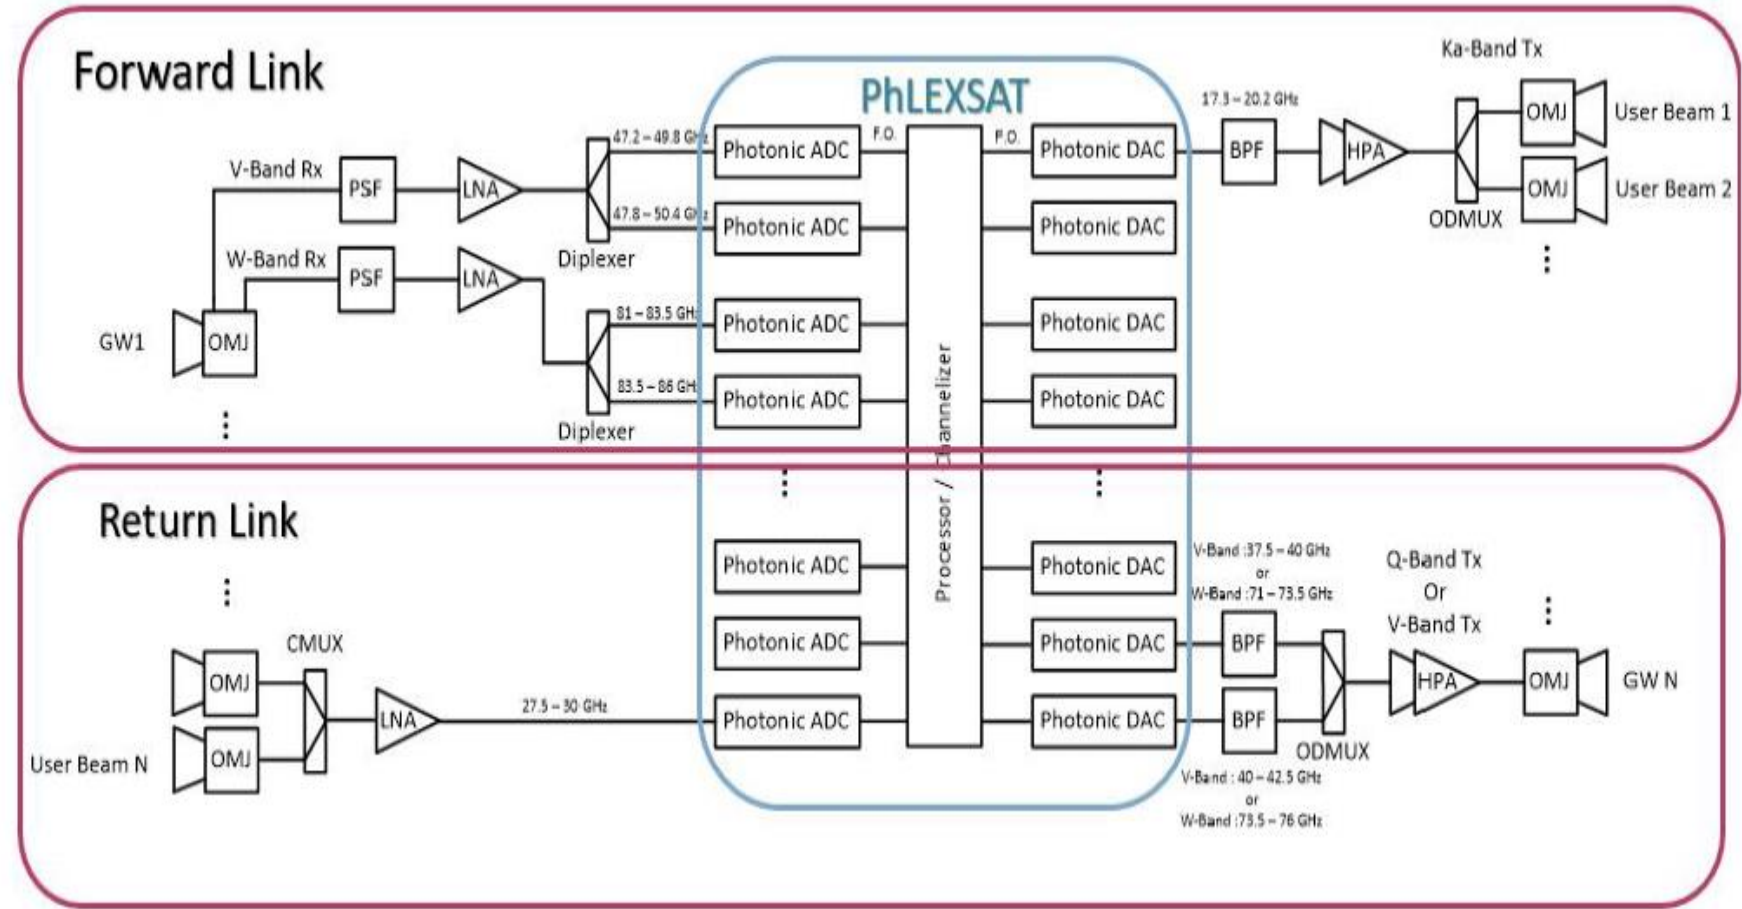 Forward Link
PhLEXSAT
Ka-Band Tx
17.3 – 20.2 GHz
V-Band Rx
PSF
LNA
47.2 – 49.8 GHz
Photonic ADC
F.O.
F.O.
Photonic DAC
BPF
HPA
OMJ
User Beam 1
47.8 – 50.4 GHz
Photonic ADC
Photonic DAC
OMJ
User Beam 2
ODMUX
Diplexer
W-Band Rx
PSF
LNA
GW1
OMJ
81 – 83.5 GHz
Photonic ADC
Photonic DAC
83.5 – 86 GHz
Photonic ADC
Photonic DAC
Diplexer
Processor / Channelizer
Return Link
Photonic ADC
Photonic DAC
V-Band :37.5 – 40 GHz
or
W-Band :71 – 73.5 GHz
Q-Band Tx
Or
V-Band Tx
CMUX
OMJ
Photonic ADC
Photonic DAC
BPF
HPA
OMJ
GW N
LNA
27.5 – 30 GHz
Photonic ADC
Photonic DAC
BPF
ODMUX
User Beam N
OMJ
V-Band : 40 – 42.5 GHz
or
W-Band :73.5 – 76 GHz